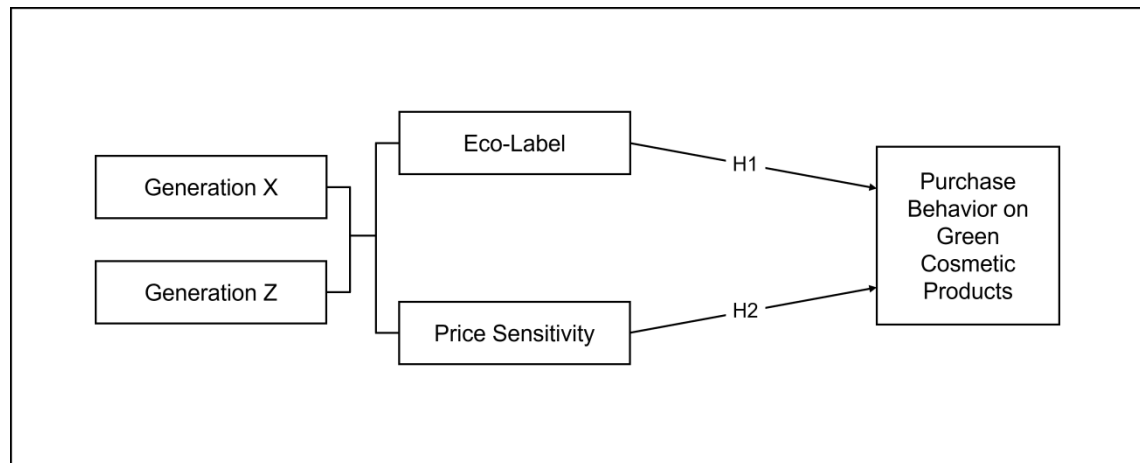 Generation X
Generation Z
Eco-Label
Price Sensitivity
H1
H2
Purchase
Behavior on
Green
Cosmetic
Products